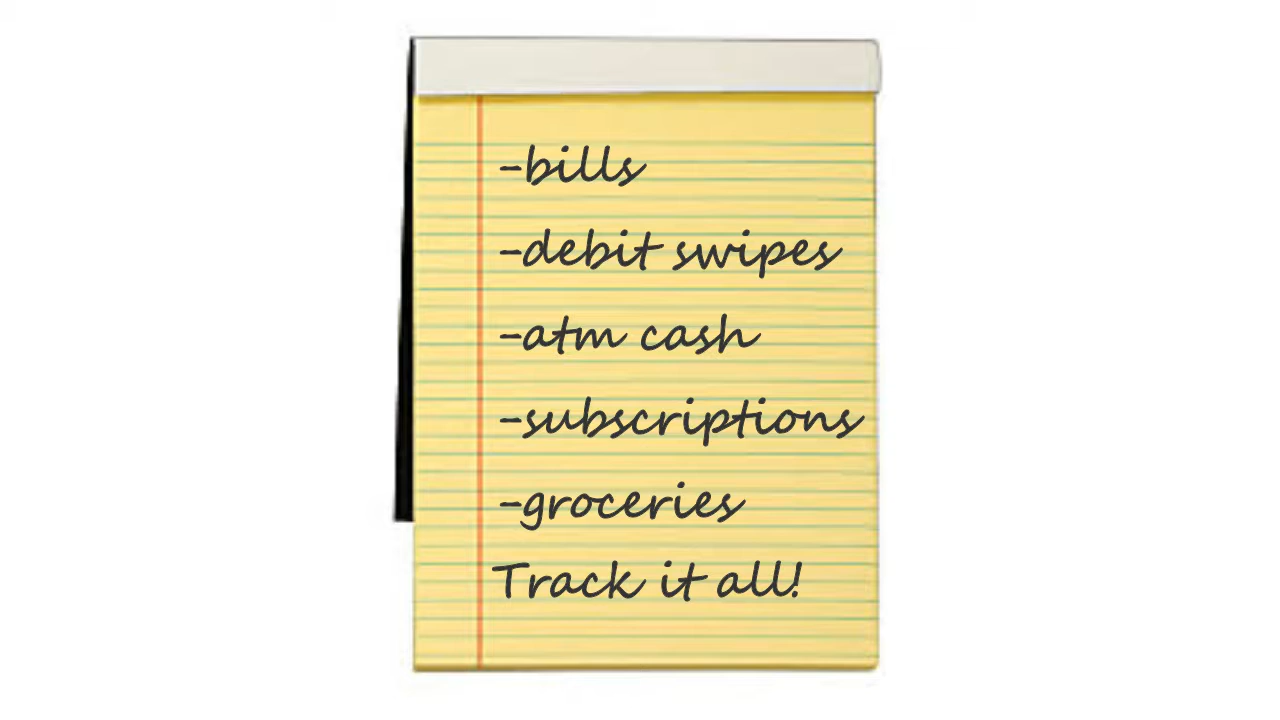 -bills
-debit swipes
-atm cash
-subscriptions
-groceries
Track it all!